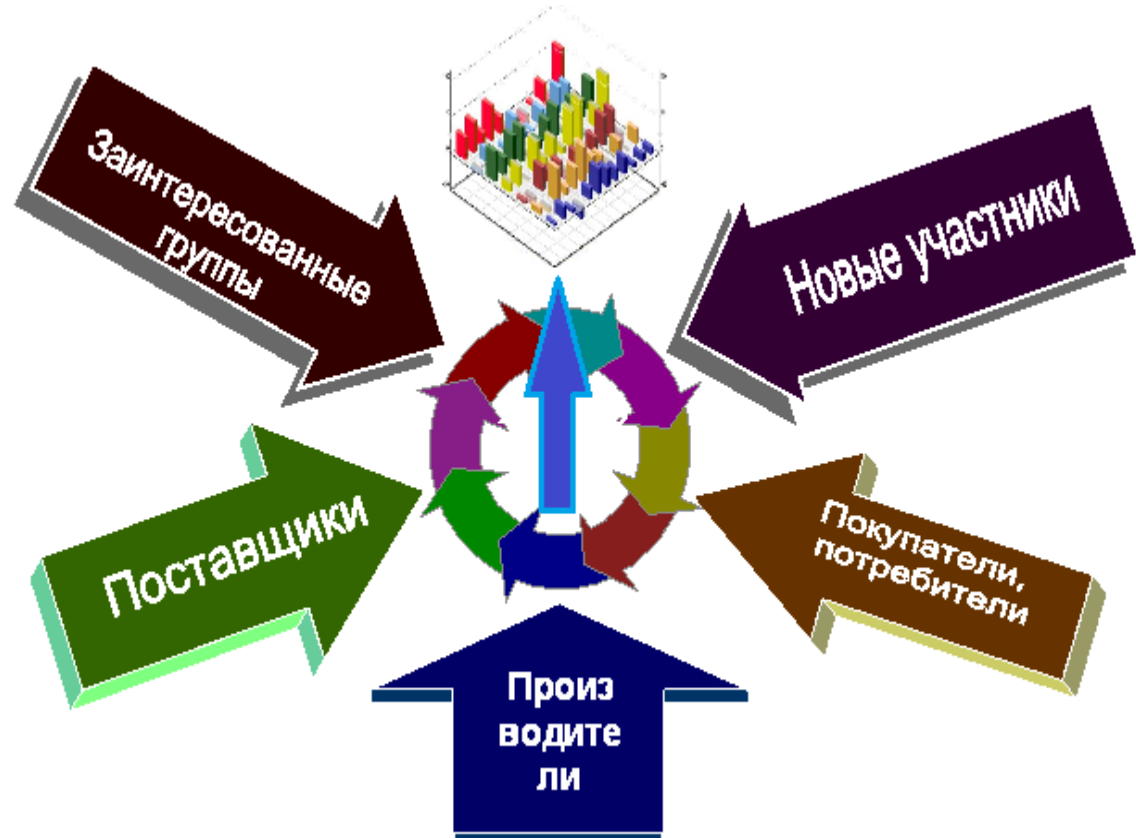 Заинтересованные
группы
Новые участники
Поставщики
Покупатели,
потребители
Произ
водите
ли